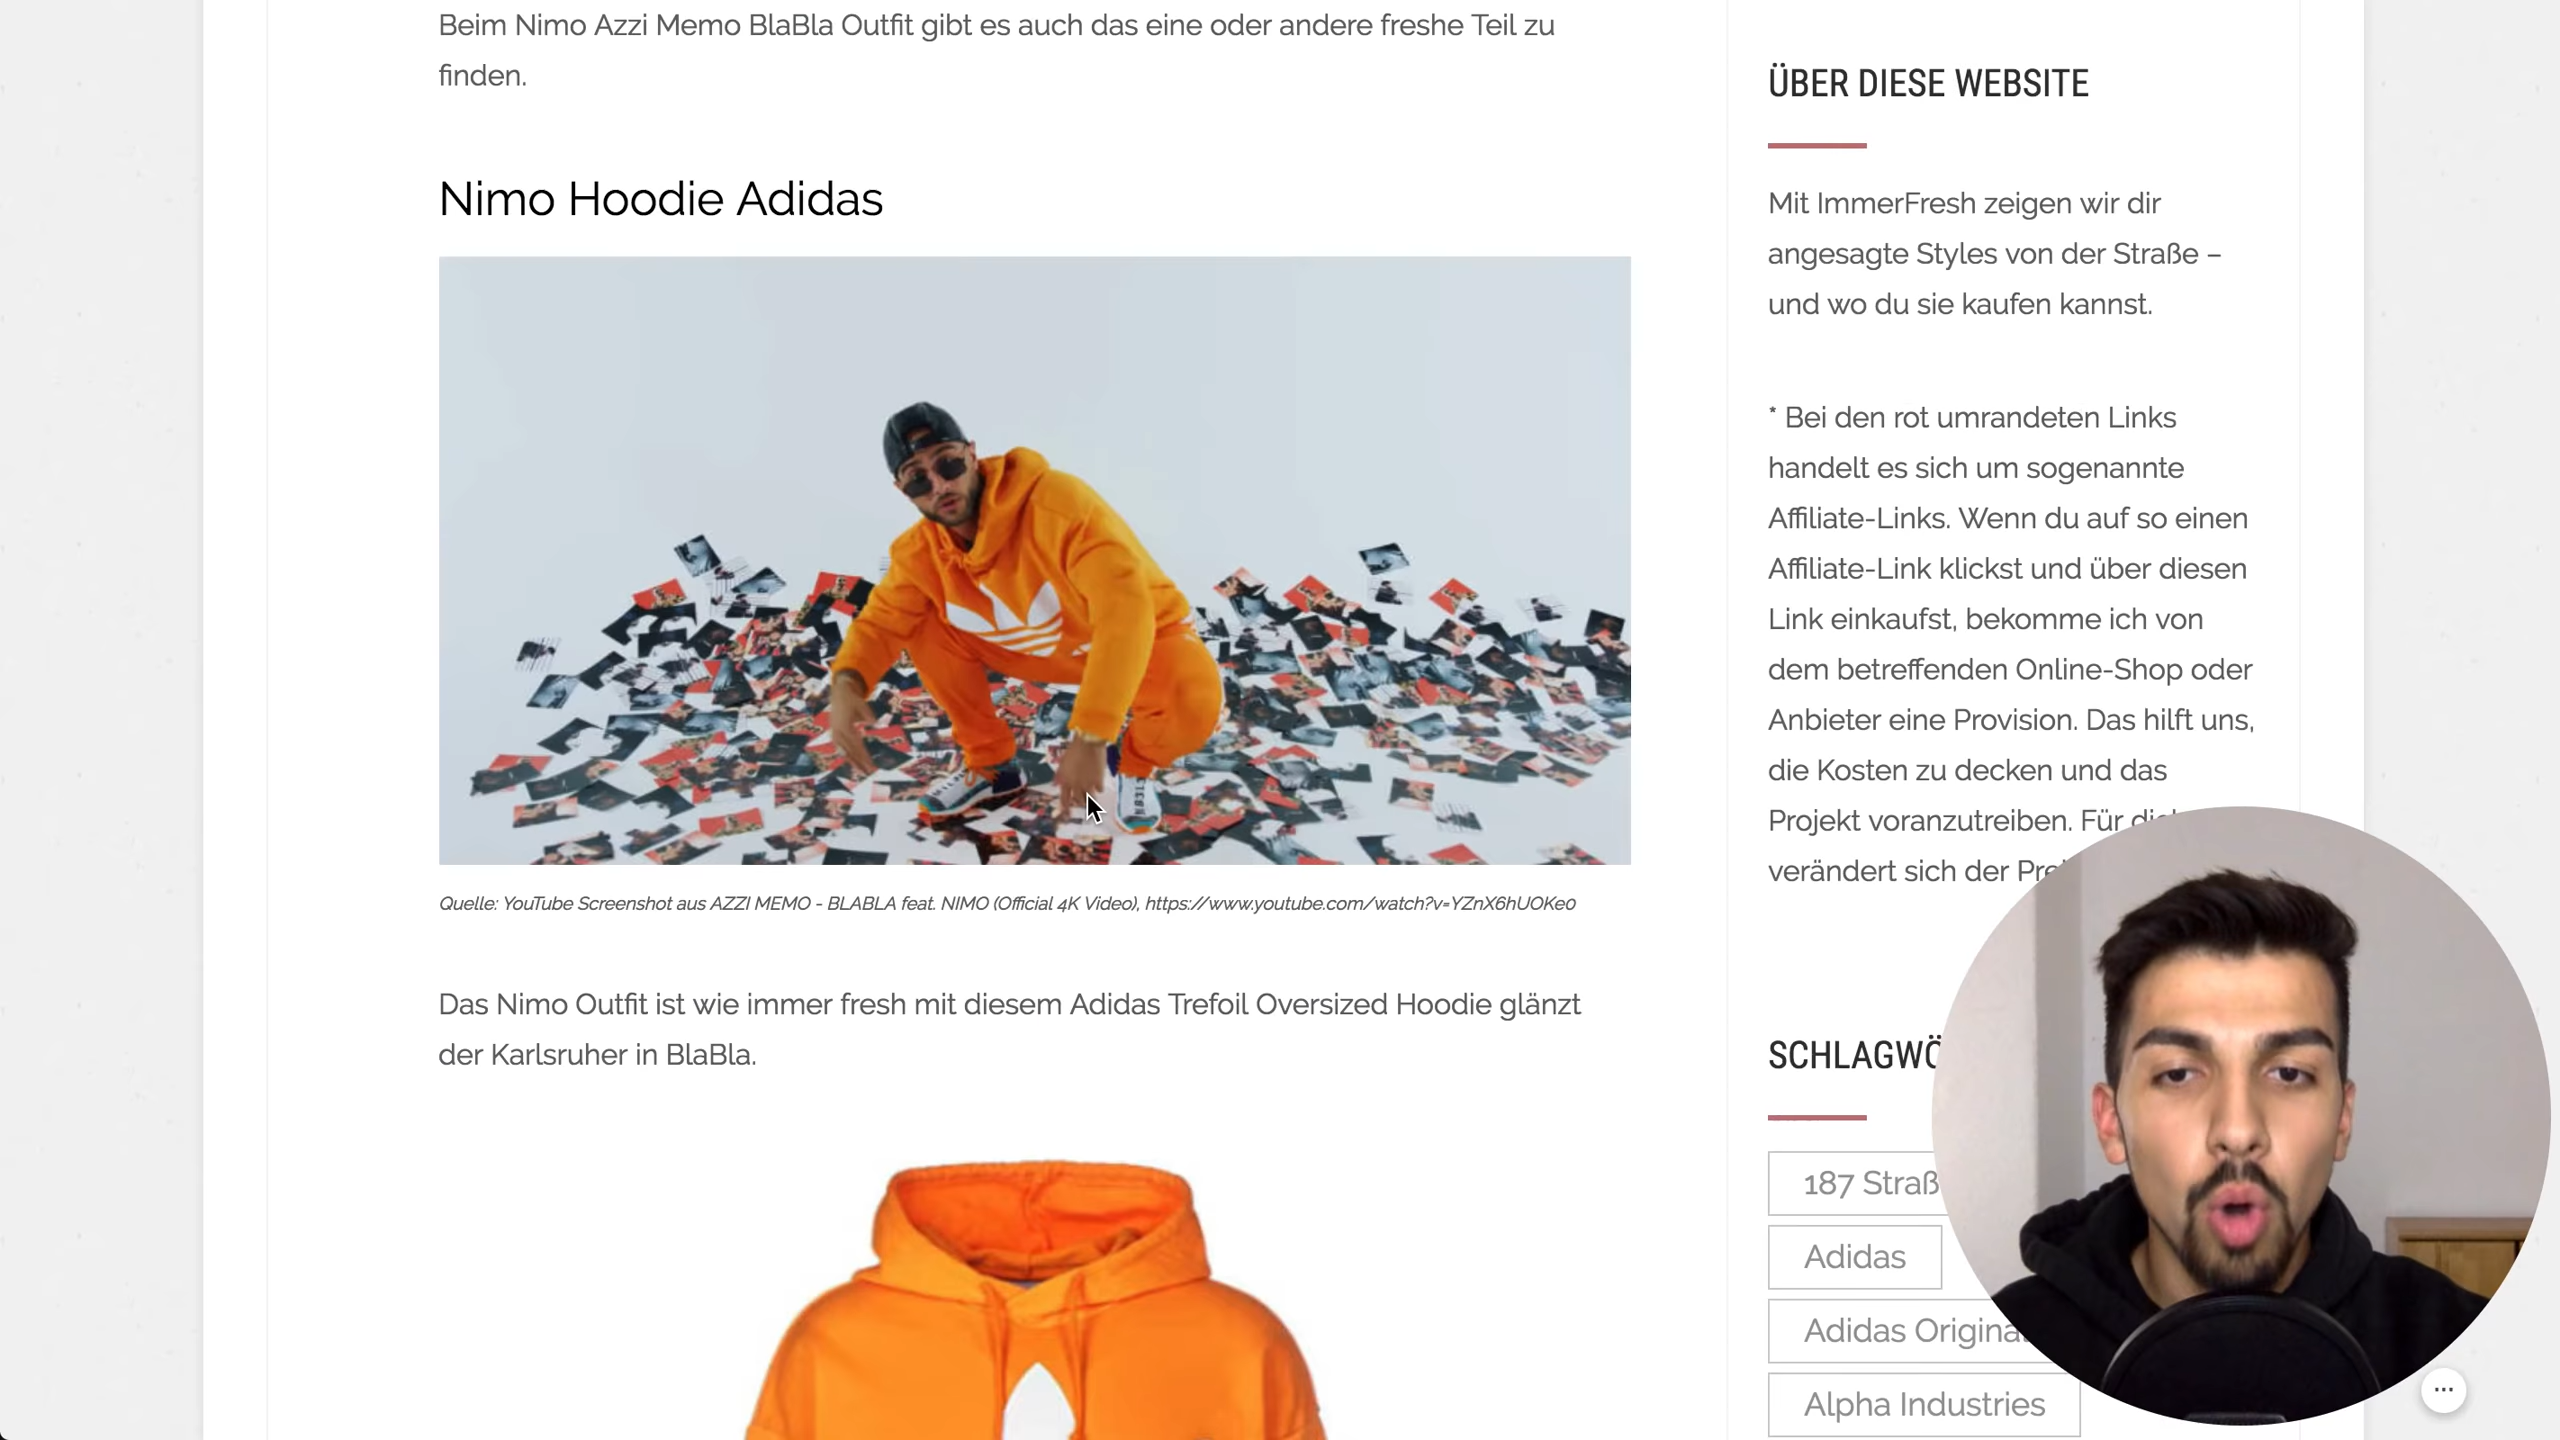 Beim Nimo Azzi Memo BlaBla Outfit gibt es auch das eine oder andere freshe Teil zu
finden.
Nimo Hoodie Adidas
Quelle: YouTube Screenshot aus AZZI MEMO - BLABLA feat. NIMO (Official 4K Video), https://www.youtube.com/watch?v=YZnX6hUOKe0
Das Nimo Outfit ist wie immer fresh mit diesem Adidas Trefoil Oversized Hoodie glänzt
der Karlsruher in BlaBla.
ÜBER DIESE WEBSITE
Mit ImmerFresh zeigen wir dir
angesagte Styles von der Straße –
und wo du sie kaufen kannst.
* Bei den rot umrandeten Links
handelt es sich um sogenannte
Affiliate-Links. Wenn du auf so einen
Affiliate-Link klickst und über diesen
Link einkaufst, bekomme ich von
dem betreffenden Online-Shop oder
Anbieter eine Provision. Das hilft uns,
die Kosten zu decken und das
Projekt voranzutreiben. Für
verändert sich der
SCHLAGWÖ
187 Straß
Adidas
Adidas Origina
Alpha Industries